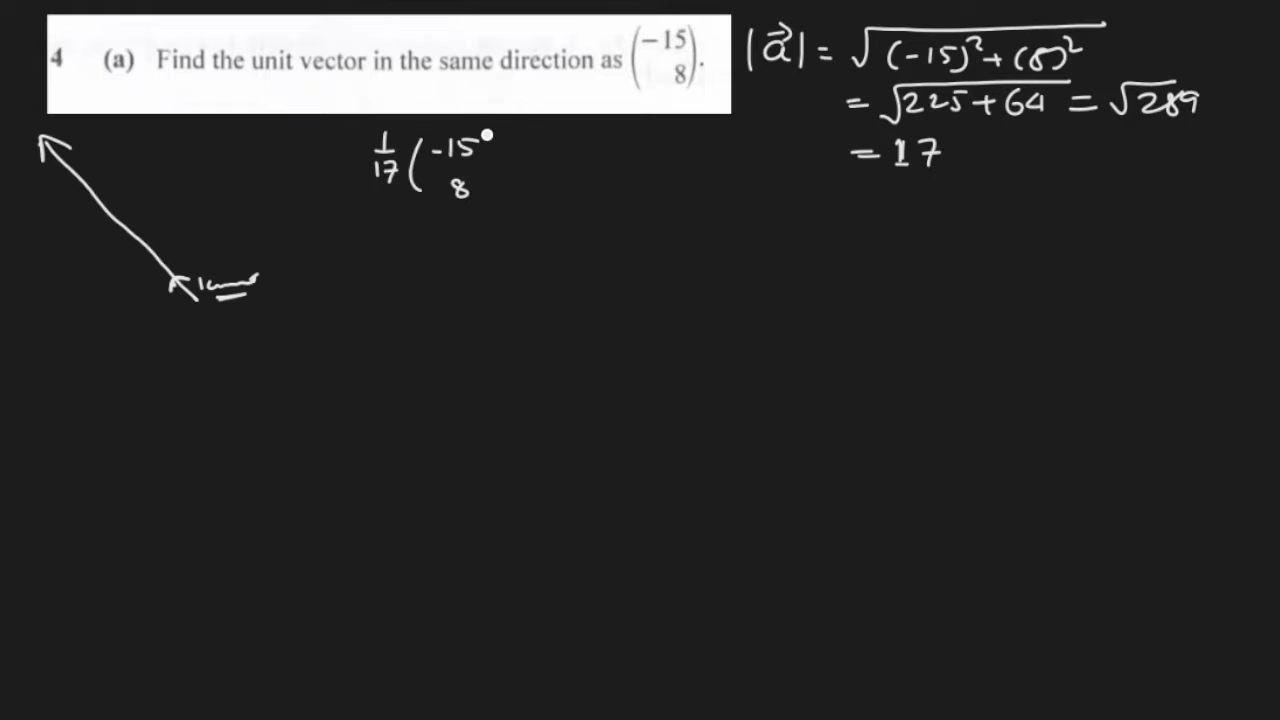 4 (a) Find the unit vector in the same direction as (−15
8).
|a⃗| = √(-15)² + (8)²
= √225 + 64 = √289
= 17
1/17 (-15
8